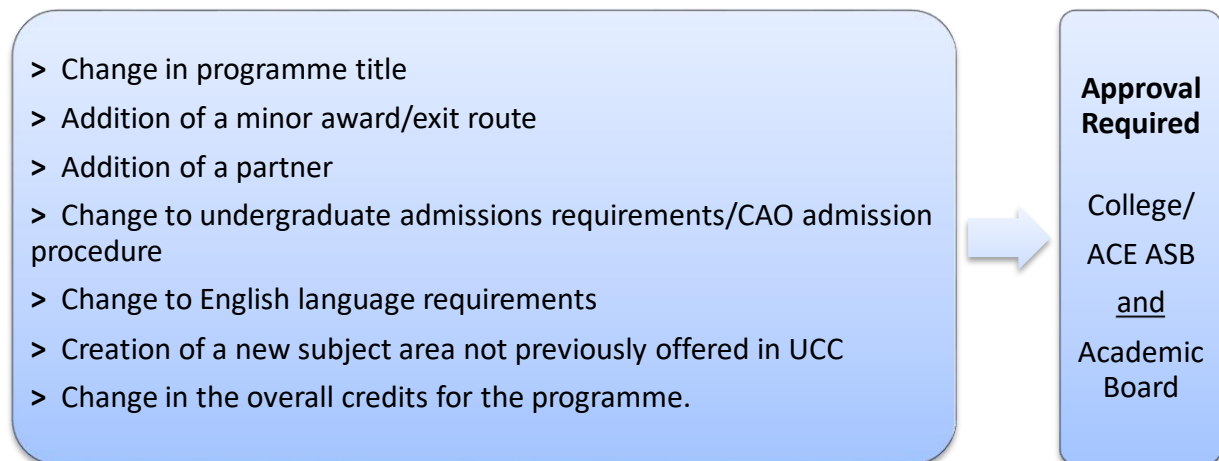 > Change in programme title
> Addition of a minor award/exit route
> Addition of a partner
> Change to undergraduate admissions requirements/CAO admission
procedure
> Change to English language requirements
> Creation of a new subject area not previously offered in UCC
> Change in the overall credits for the programme.
Approval
Required
College/
ACE ASB
and
Academic
Board